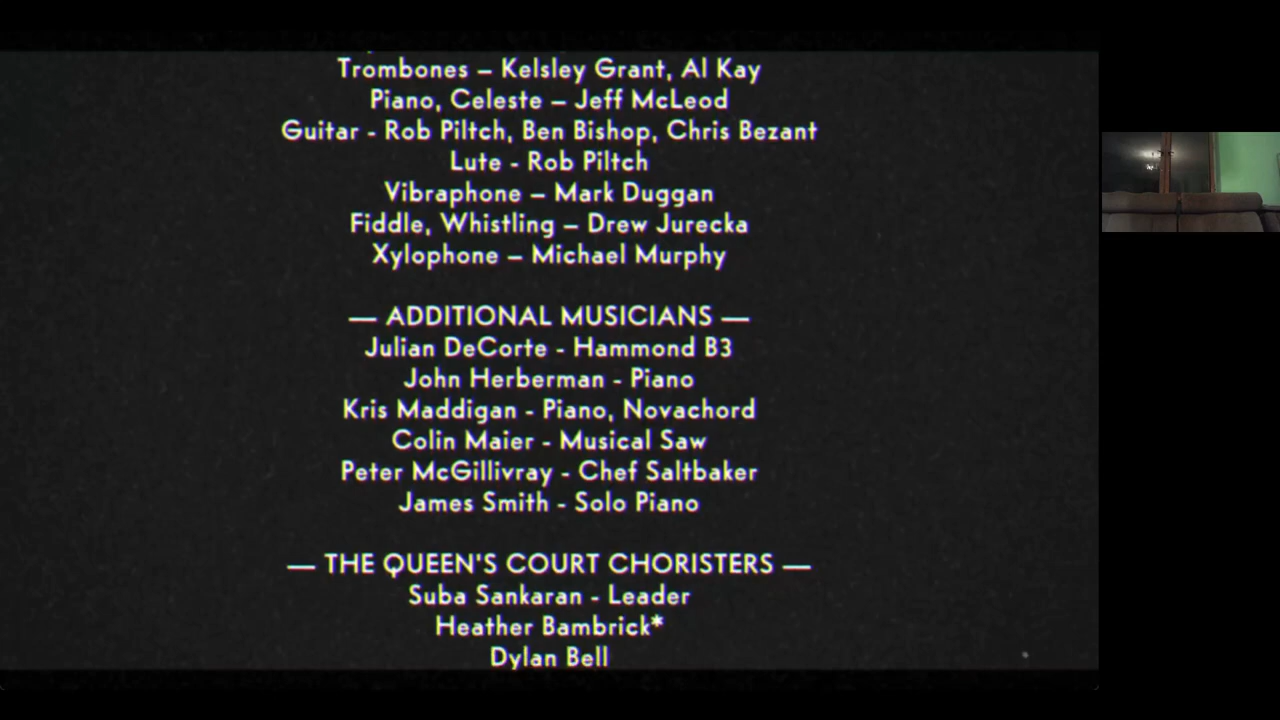 Trombones – Kelsley Grant, Al Kay
Piano, Celeste – Jeff McLeod
Guitar - Rob Piltch, Ben Bishop, Chris Bezant
Lute - Rob Piltch
Vibraphone – Mark Duggan
Fiddle, Whistling – Drew Jurecka
Xylophone – Michael Murphy
— ADDITIONAL MUSICIANS —
Julian DeCorte - Hammond B3
John Herberman - Piano
Kris Maddigan - Piano, Novachord
Colin Maier - Musical Saw
Peter McGillivray - Chef Saltbaker
James Smith - Solo Piano
— THE QUEEN'S COURT CHORISTERS —
Suba Sankaran - Leader
Heather Bambrick*
Dylan Bell